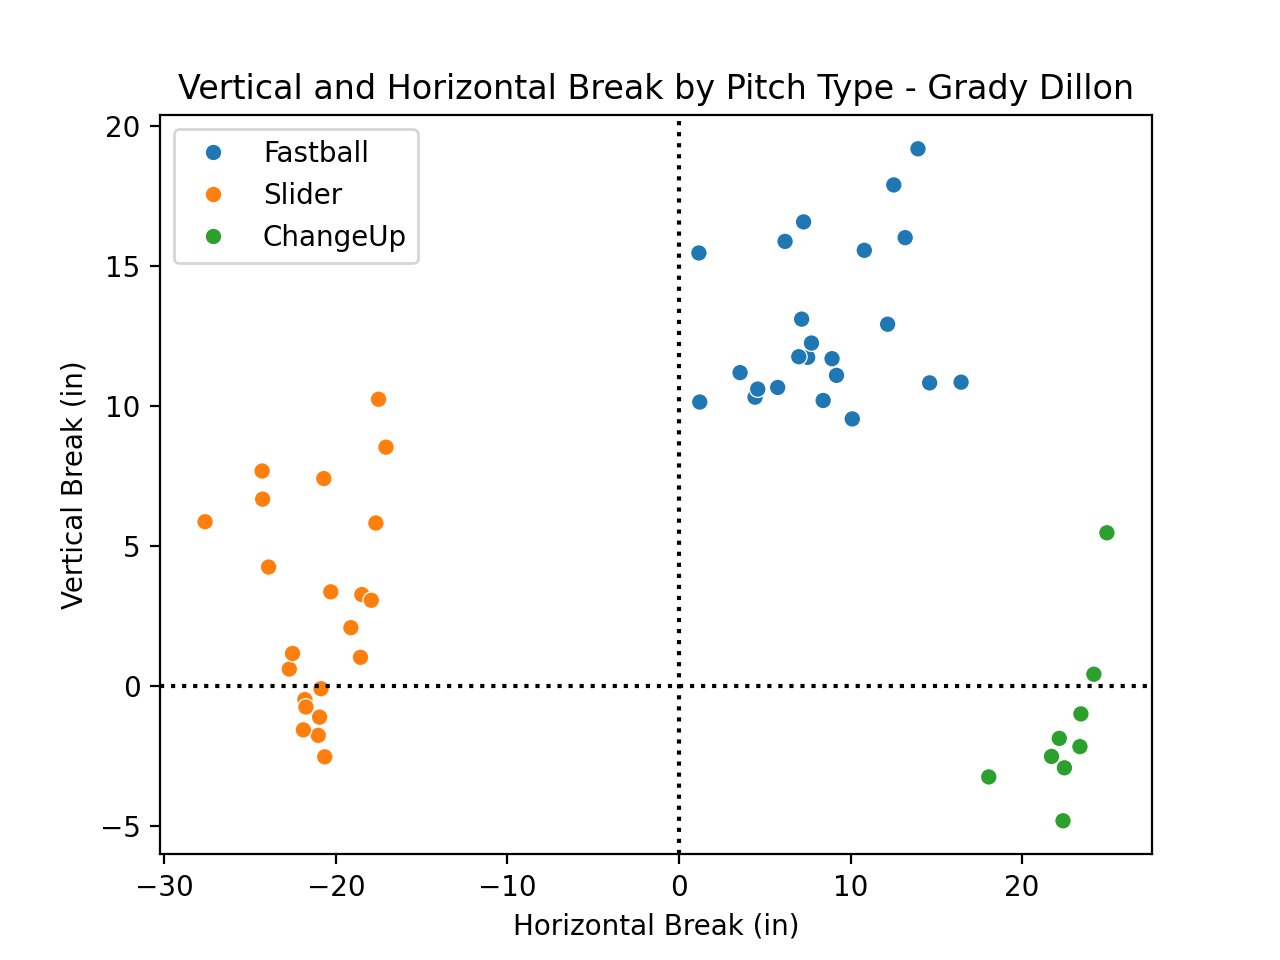 Vertical and Horizontal Break by Pitch Type - Grady Dillon
Fastball
Slider
ChangeUp
20
15
10
5
0
−5
Vertical Break (in)
−30 −20 −10 0 10 20
Horizontal Break (in)